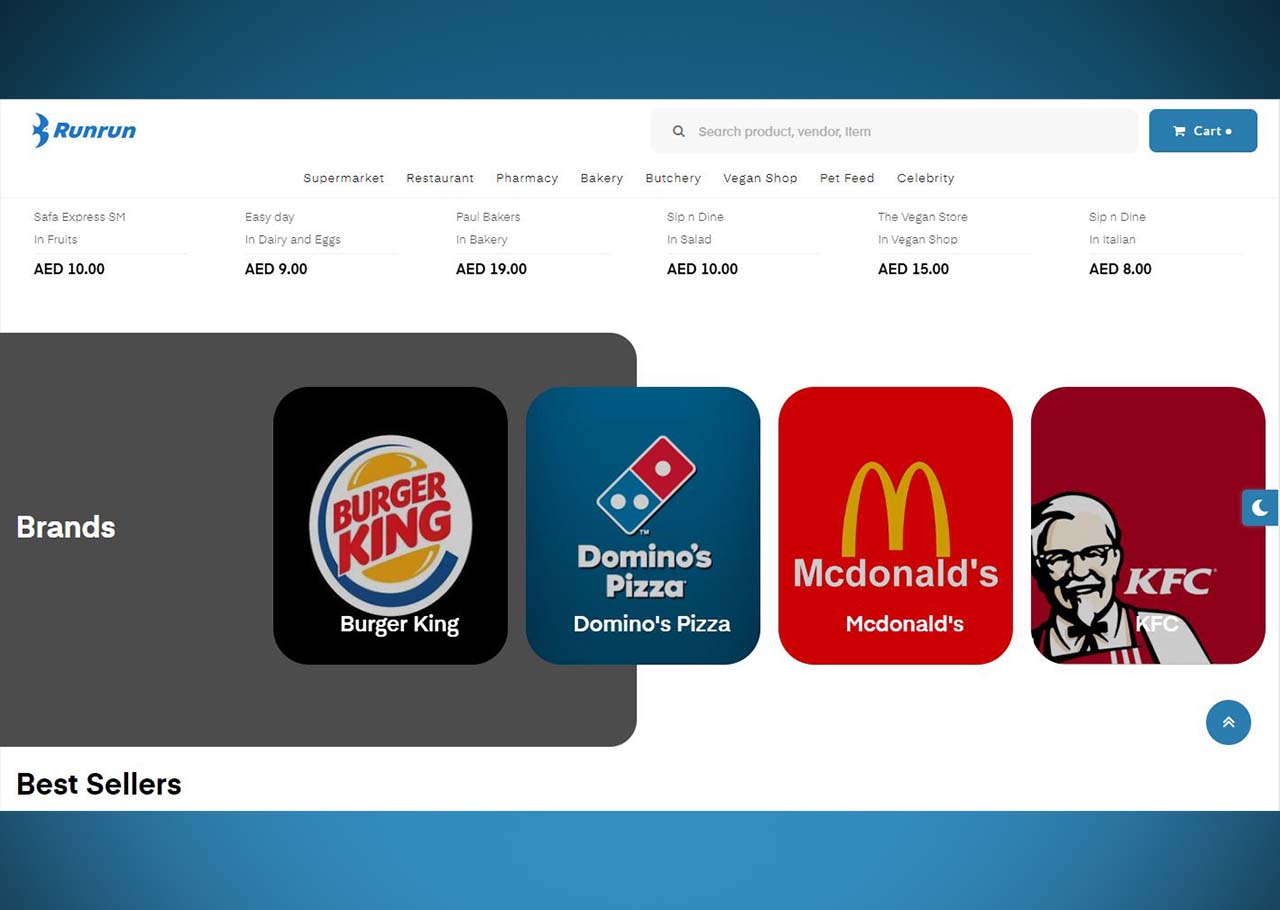 Runrun
Search product, vendor, item
Cart
Supermarket Restaurant Pharmacy Bakery Butchery Vegan Shop Pet Feed Celebrity
Safa Express SM Easy day Paul Bakers Sip n Dine The Vegan Store Sip n Dine
In Fruits In Dairy and Eggs In Bakery In Salad In Vegan Shop In Italian
AED 10.00 AED 9.00 AED 19.00 AED 10.00 AED 15.00 AED 8.00
Brands
BURGER
KING
Burger King
Domino's
Pizza
TM
Domino's Pizza
Mcdonald's
Mcdonald's
KFC
KFC
Best Sellers